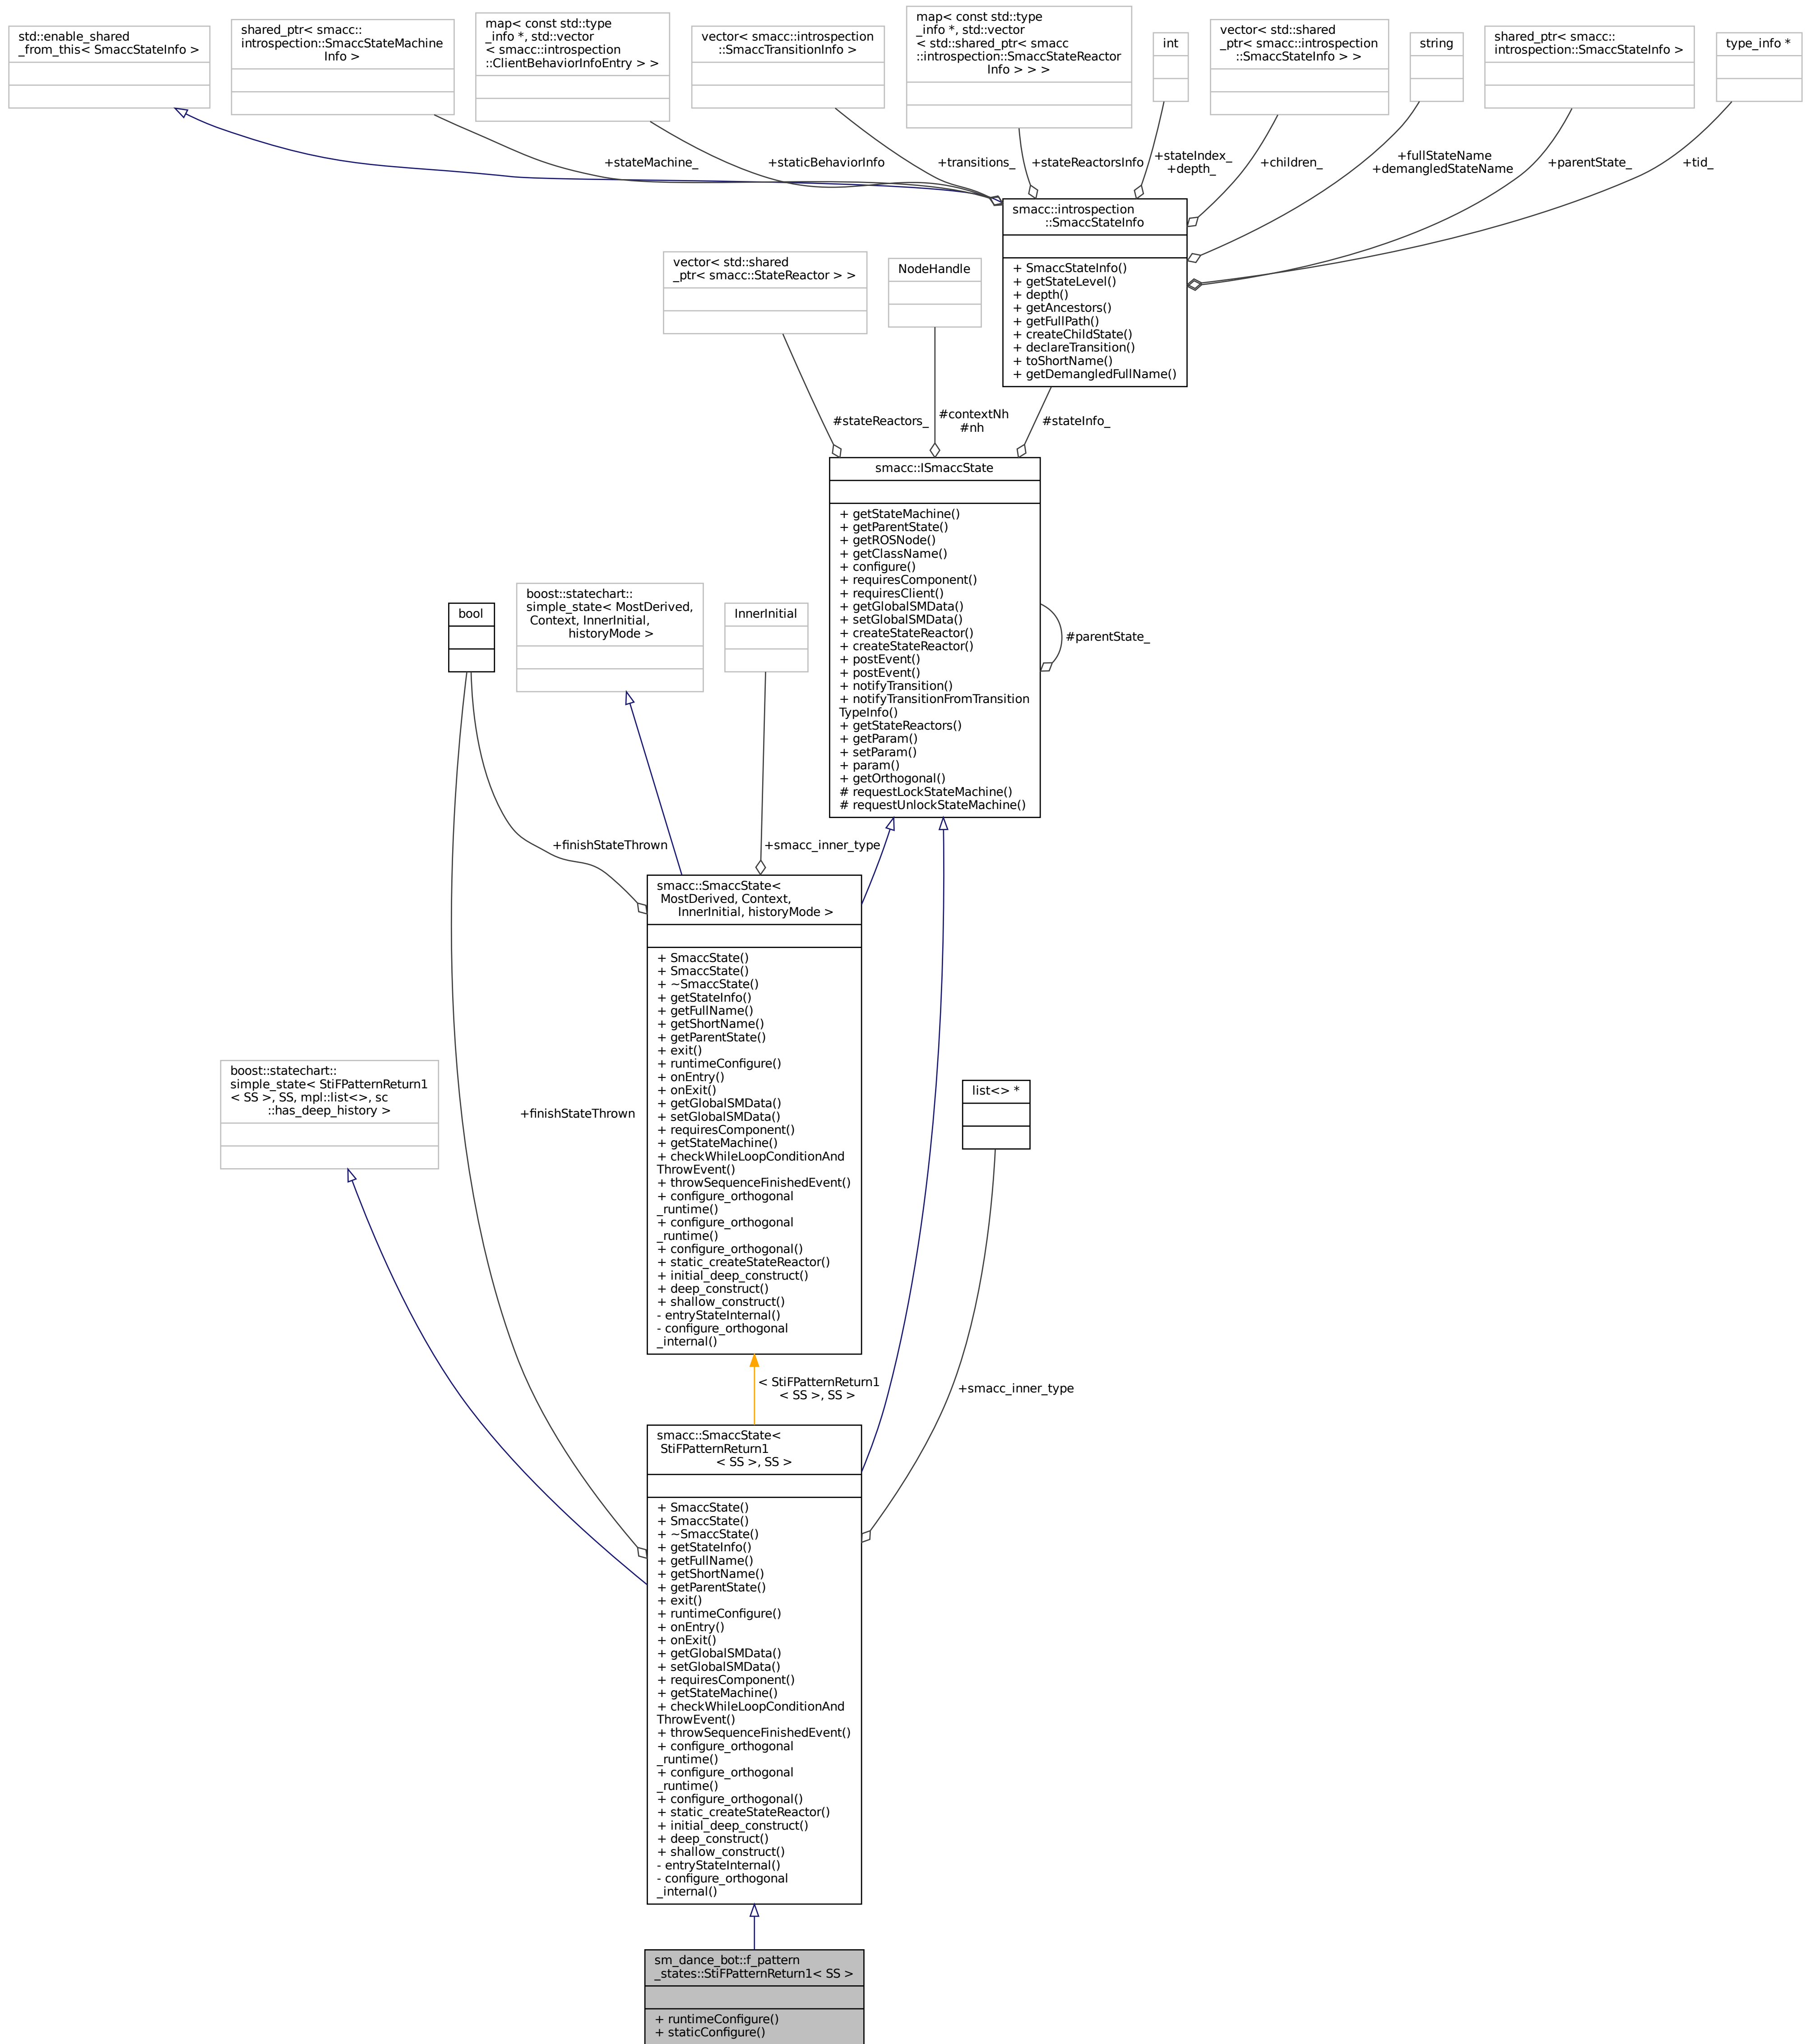 std::enable_shared
_from_this< SmaccStateInfo >
shared_ptr< smacc::
introspection::SmaccStateMachine
Info >
map< const std::type
_info *, std::vector
< smacc::introspection
::ClientBehaviorInfoEntry > >
vector< smacc::introspection
::SmaccTransitionInfo >
map< const std::type
_info *, std::vector
< std::shared_ptr< smacc
::introspection::SmaccStateReactor
Info > > >
int
vector< std::shared
_ptr< smacc::introspection
::SmaccStateInfo > >
string
shared_ptr< smacc::
introspection::SmaccStateInfo >
type_info *
+stateMachine_
+staticBehaviorInfo
+transitions_
+stateReactorsInfo
+stateIndex_
+depth_
+children_
+fullStateName
+demangledStateName
+parentState_
+tid_
smacc::introspection
::SmaccStateInfo
+ SmaccStateInfo()
+ getStateLevel()
+ depth()
+ getAncestors()
+ getFullPath()
+ createChildState()
+ declareTransition()
+ toShortName()
+ getDemangledFullName()
vector< std::shared
_ptr< smacc::StateReactor > >
NodeHandle
#stateReactors_
#contextNh
#nh
#stateInfo_
smacc::ISmaccState
+ getStateMachine()
+ getParentState()
+ getROSNode()
+ getClassName()
+ configure()
+ requiresComponent()
+ requiresClient()
+ getGlobalSMData()
+ setGlobalSMData()
+ createStateReactor()
+ createStateReactor()
+ postEvent()
+ postEvent()
+ notifyTransition()
+ notifyTransitionFromTransition
TypeInfo()
+ getStateReactors()
+ getParam()
+ setParam()
+ param()
+ getOrthogonal()
# requestLockStateMachine()
# requestUnlockStateMachine()
#parentState_
bool
boost::statechart::
simple_state< MostDerived,
Context, InnerInitial,
historyMode >
InnerInitial
+finishStateThrown
+smacc_inner_type
smacc::SmaccState<
MostDerived, Context,
InnerInitial, historyMode >
+ SmaccState()
+ SmaccState()
+ ~SmaccState()
+ getStateInfo()
+ getFullName()
+ getShortName()
+ getParentState()
+ exit()
+ runtimeConfigure()
+ onEntry()
+ onExit()
+ getGlobalSMData()
+ setGlobalSMData()
+ requiresComponent()
+ getStateMachine()
+ checkWhileLoopConditionAnd
ThrowEvent()
+ throwSequenceFinishedEvent()
+ configure_orthogonal
_runtime()
+ configure_orthogonal
_runtime()
+ configure_orthogonal()
+ static_createStateReactor()
+ initial_deep_construct()
+ deep_construct()
+ shallow_construct()
- entryStateInternal()
- configure_orthogonal
_internal()
boost::statechart::
simple_state< StiFPatternReturn1
< SS >, SS, mpl::list<>, sc
::has_deep_history >
+finishStateThrown
list<> *
< StiFPatternReturn1
< SS >, SS >
+smacc_inner_type
smacc::SmaccState<
StiFPatternReturn1
< SS >, SS >
+ SmaccState()
+ SmaccState()
+ ~SmaccState()
+ getStateInfo()
+ getFullName()
+ getShortName()
+ getParentState()
+ exit()
+ runtimeConfigure()
+ onEntry()
+ onExit()
+ getGlobalSMData()
+ setGlobalSMData()
+ requiresComponent()
+ getStateMachine()
+ checkWhileLoopConditionAnd
ThrowEvent()
+ throwSequenceFinishedEvent()
+ configure_orthogonal
_runtime()
+ configure_orthogonal
_runtime()
+ configure_orthogonal()
+ static_createStateReactor()
+ initial_deep_construct()
+ deep_construct()
+ shallow_construct()
- entryStateInternal()
- configure_orthogonal
_internal()
sm_dance_bot::f_pattern
_states::StiFPatternReturn1< SS >
+ runtimeConfigure()
+ staticConfigure()